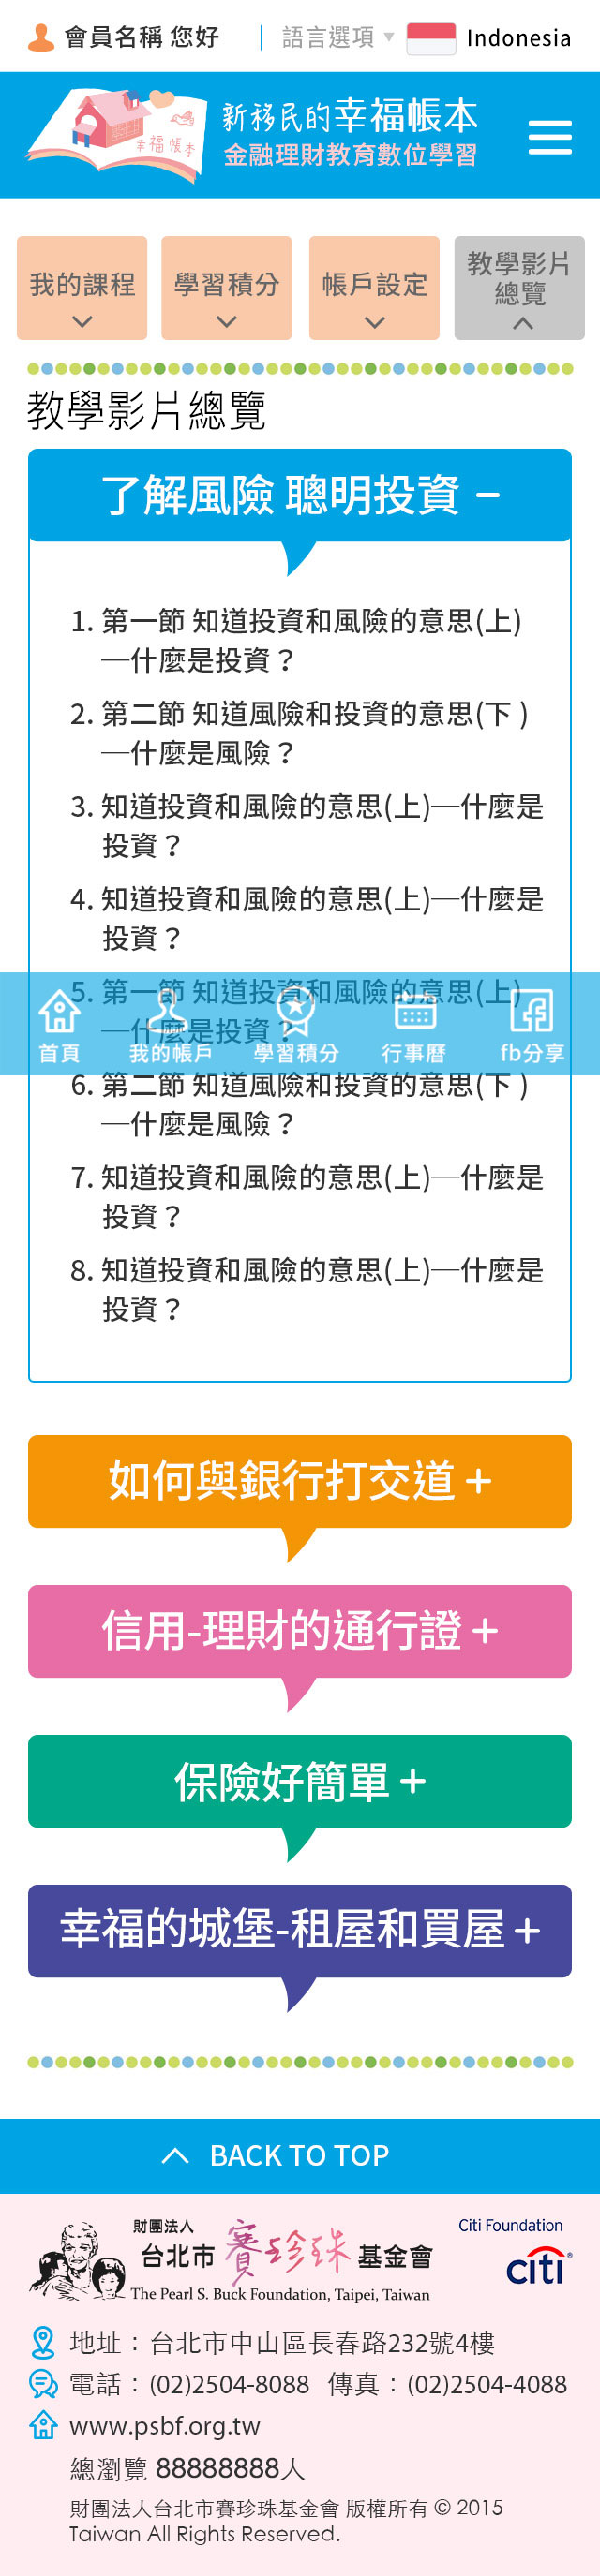 會員名稱 您好
語言選項
Indonesia
新移民的幸福帳本
金融理財教育數位學習
幸福帳本
我的課程
學習積分
帳戶設定
教學影片
總覽
教學影片總覽
了解風險 聰明投資 −
1. 第一節 知道投資和風險的意思(上)
—什麼是投資？
2. 第二節 知道風險和投資的意思(下 )
—什麼是風險？
3. 知道投資和風險的意思(上)—什麼是
投資？
4. 知道投資和風險的意思(上)—什麼是
投資？
5. 第一節 知道投資和風險的意思(上)
—什麼是投資？
首頁
我的帳戶
學習積分
行事曆
fb分享
6. 第二節 知道風險和投資的意思(下 )
—什麼是風險？
7. 知道投資和風險的意思(上)—什麼是
投資？
8. 知道投資和風險的意思(上)—什麼是
投資？
如何與銀行打交道 +
信用-理財的通行證 +
保險好簡單 +
幸福的城堡-租屋和買屋 +
BACK TO TOP
財團法人
台北市賽珍珠基金會
The Pearl S. Buck Foundation, Taipei, Taiwan
Citi Foundation
citi®
地址：台北市中山區長春路232號4樓
電話：(02)2504-8088 傳真：(02)2504-4088
www.psbf.org.tw
總瀏覽 88888888人
財團法人台北市賽珍珠基金會 版權所有 © 2015
Taiwan All Rights Reserved.